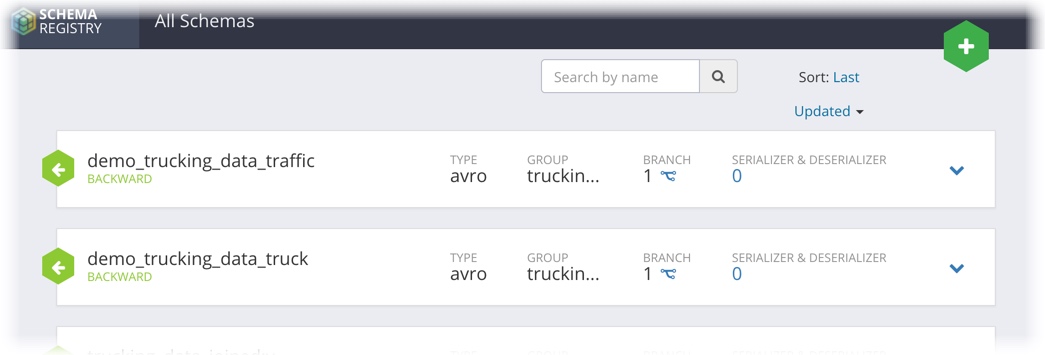 SCHEMA
REGISTRY
All Schemas
Search by name
Sort: Last
Updated
demo_trucking_data_traffic
BACKWARD
TYPE
avro
GROUP
truckin...
BRANCH
1
SERIALIZER & DESERIALIZER
0
demo_trucking_data_truck
BACKWARD
TYPE
avro
GROUP
truckin...
BRANCH
1
SERIALIZER & DESERIALIZER
0